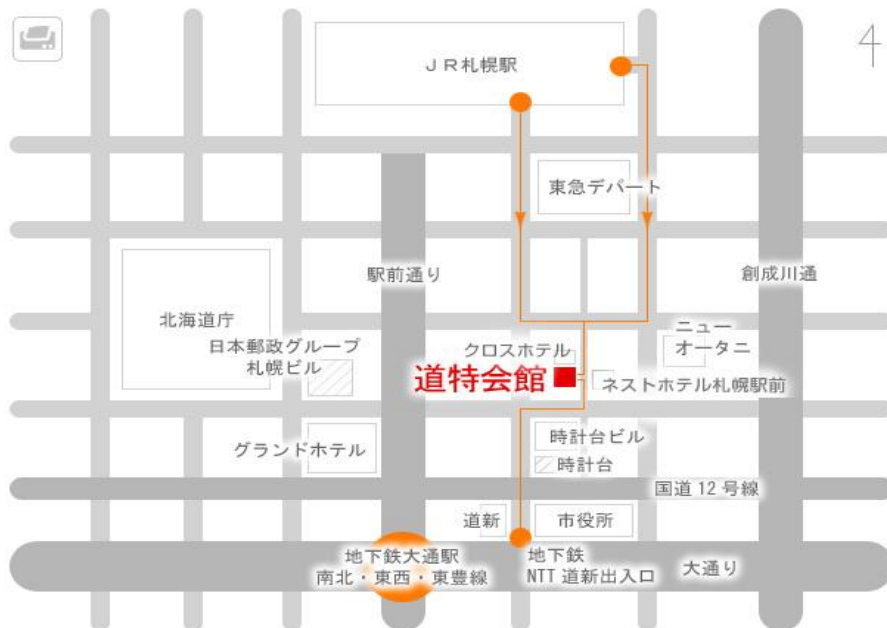 JR札幌駅
東急デパート
駅前通り
創成川通
北海道庁
日本郵政グループ
札幌ビル
クロスホテル
ニュー
オータニ
道特会館
ネストホテル札幌駅前
グランドホテル
時計台ビル
時計台
国道12号線
道新
市役所
地下鉄大通駅
南北・東西・東豊線
地下鉄
NTT道新出入口
大通り